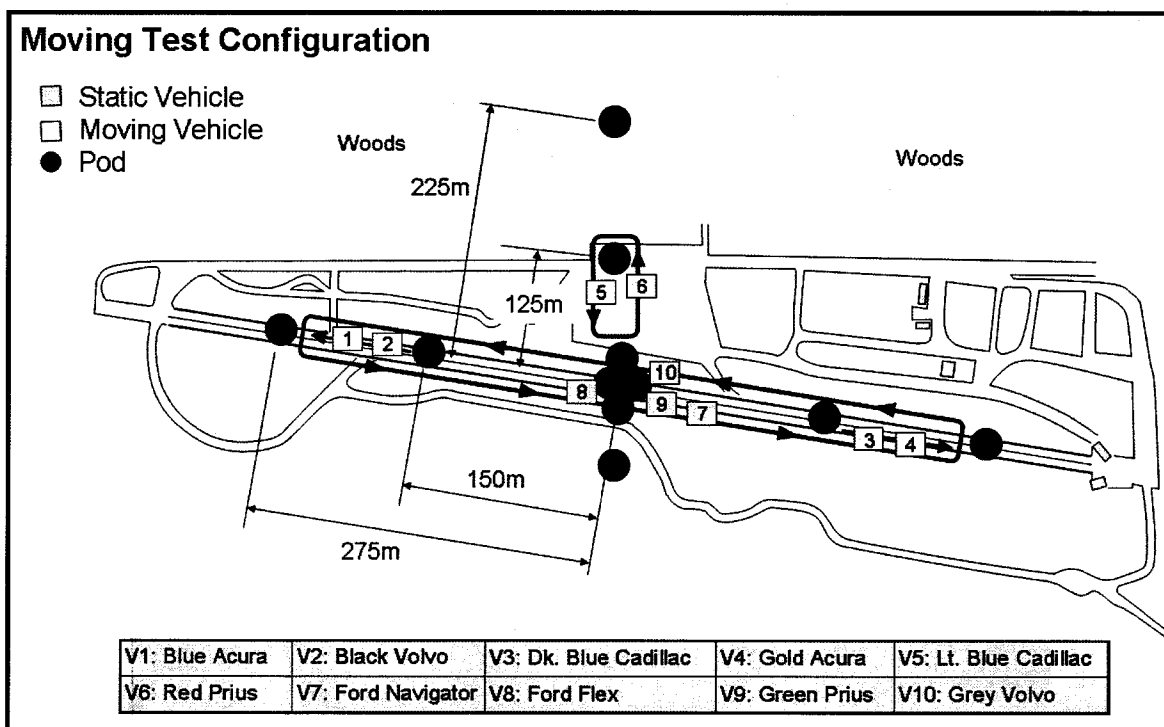 Moving Test Configuration
Static Vehicle
Moving Vehicle
Pod
Woods
Woods
225m
125m
5
6
1
2
10
8
9
7
3
4
150m
275m
V1: Blue Acura V2: Black Volvo V3: Dk. Blue Cadillac V4: Gold Acura V5: Lt. Blue Cadillac
V6: Red Prius V7: Ford Navigator V8: Ford Flex V9: Green Prius V10: Grey Volvo